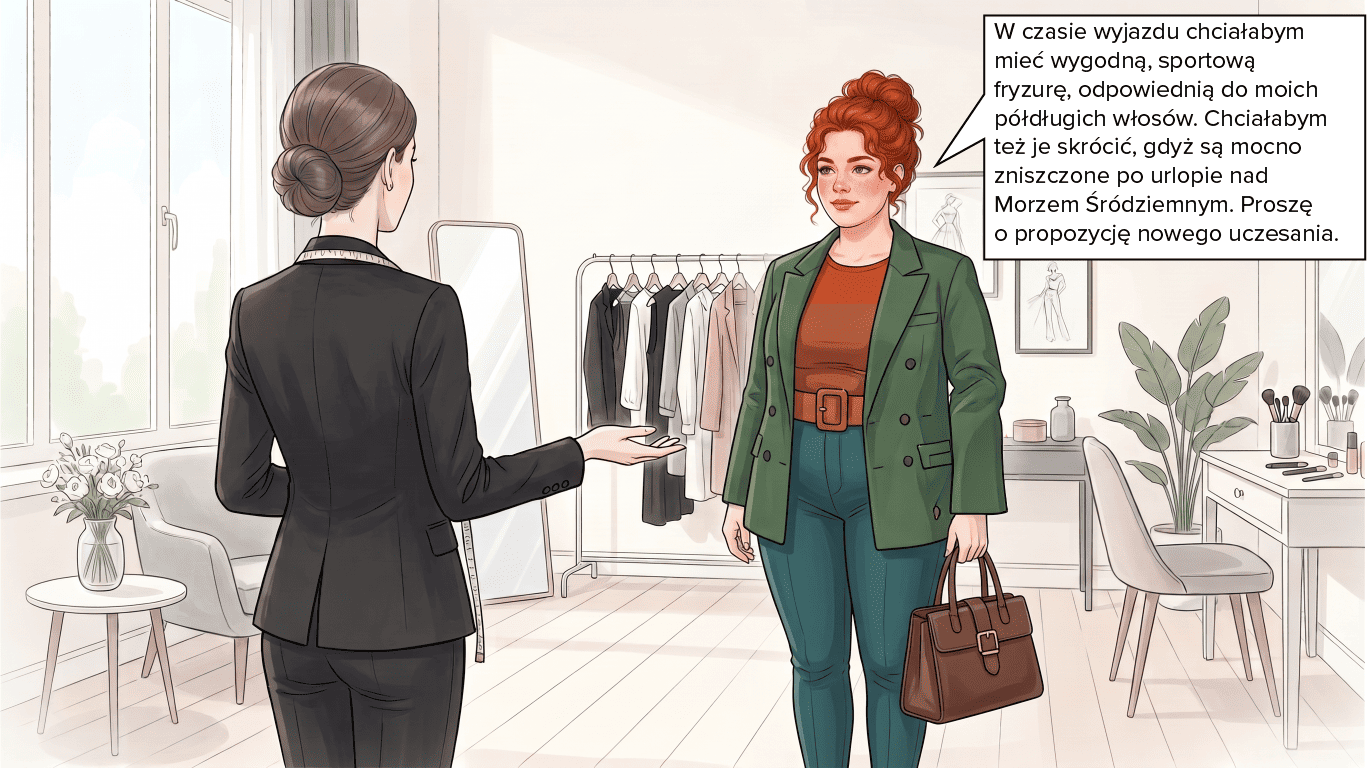 W czasie wyjazdu chciałabym
mieć wygodną, sportową
fryzurę, odpowiednią do moich
półdługich włosów. Chciałabym
też je skrócić, gdyż są mocno
zniszczone po urlopie nad
Morzem Śródziemnym. Proszę
o propozycję nowego uczesania.